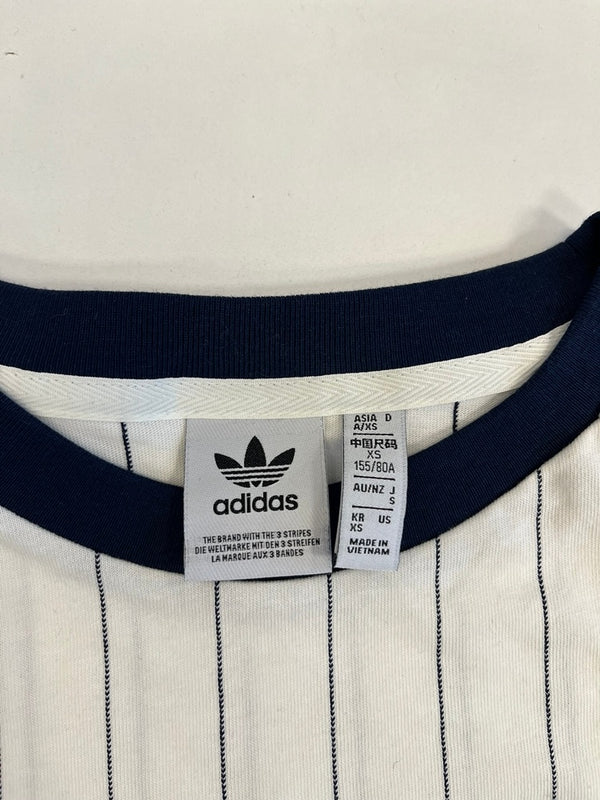 adidas
THE BRAND WITH THE 3 STRIPES
DIE WELTMARKE MIT DEN 3 STREIFEN
LA MARQUE AUX 3 BANDES
ASIA D
A/XS
中国尺码
XS
155/80A
AU/NZ J
S
KR US
XS
MADE IN
VIETNAM